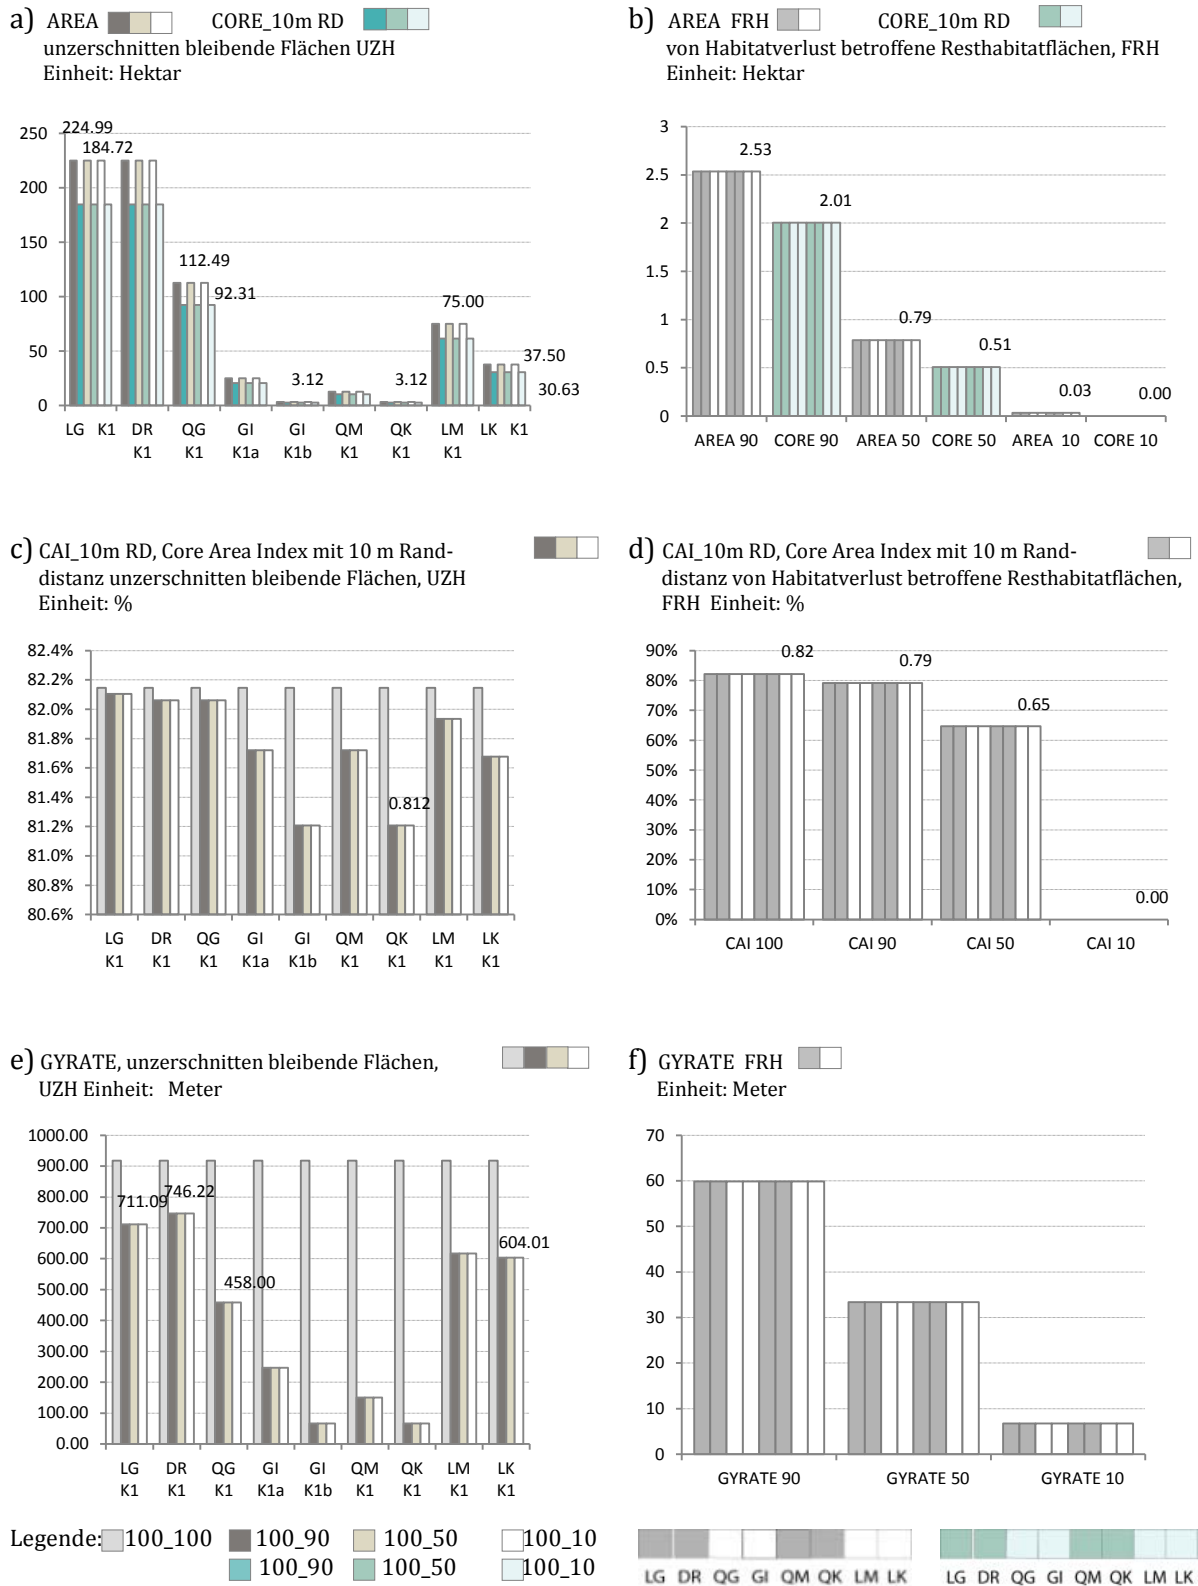 a) AREA CORE_10m RD
unzerschnitten bleibende Flächen UZH
Einheit: Hektar
250
200
150
100
50
0
224.99
184.72
112.49
92.31
3.12
3.12
75.00
37.50
30.63
LG K1 DR QG GI GI QM QK LM LK K1
K1 K1 K1a K1b K1 K1 K1
b) AREA FRH CORE_10m RD
von Habitatverlust betroffene Resthabitatflächen, FRH
Einheit: Hektar
3
2.5
2
1.5
1
0.5
0
2.53
2.01
0.79
0.51
0.03
0.00
AREA 90 CORE 90 AREA 50 CORE 50 AREA 10 CORE 10
c) CAI_10m RD, Core Area Index mit 10 m Rand-
distanz unzerschnitten bleibende Flächen, UZH
Einheit: %
82.4%
82.2%
82.0%
81.8%
81.6%
81.4%
81.2%
81.0%
80.8%
80.6%
0.812
LG DR QG GI GI QM QK LM LK
K1 K1 K1 K1a K1b K1 K1 K1 K1
d) CAI_10m RD, Core Area Index mit 10 m Rand-
distanz von Habitatverlust betroffene Resthabitatflächen,
FRH Einheit: %
90%
80%
70%
60%
50%
40%
30%
20%
10%
0%
0.82
0.79
0.65
0.00
CAI 100 CAI 90 CAI 50 CAI 10
e) GYRATE, unzerschnitten bleibende Flächen,
UZH Einheit: Meter
1000.00
900.00
800.00
700.00
600.00
500.00
400.00
300.00
200.00
100.00
0.00
711.09
746.22
458.00
604.01
LG DR QG GI GI QM QK LM LK
K1 K1 K1 K1a K1b K1 K1 K1 K1
f) GYRATE FRH
Einheit: Meter
70
60
50
40
30
20
10
0
GYRATE 90 GYRATE 50 GYRATE 10
Legende: 100_100 100_90 100_50 100_10
100_90 100_50 100_10
LG DR QG GI QM QK LM LK
LG DR QG GI QM QK LM LK